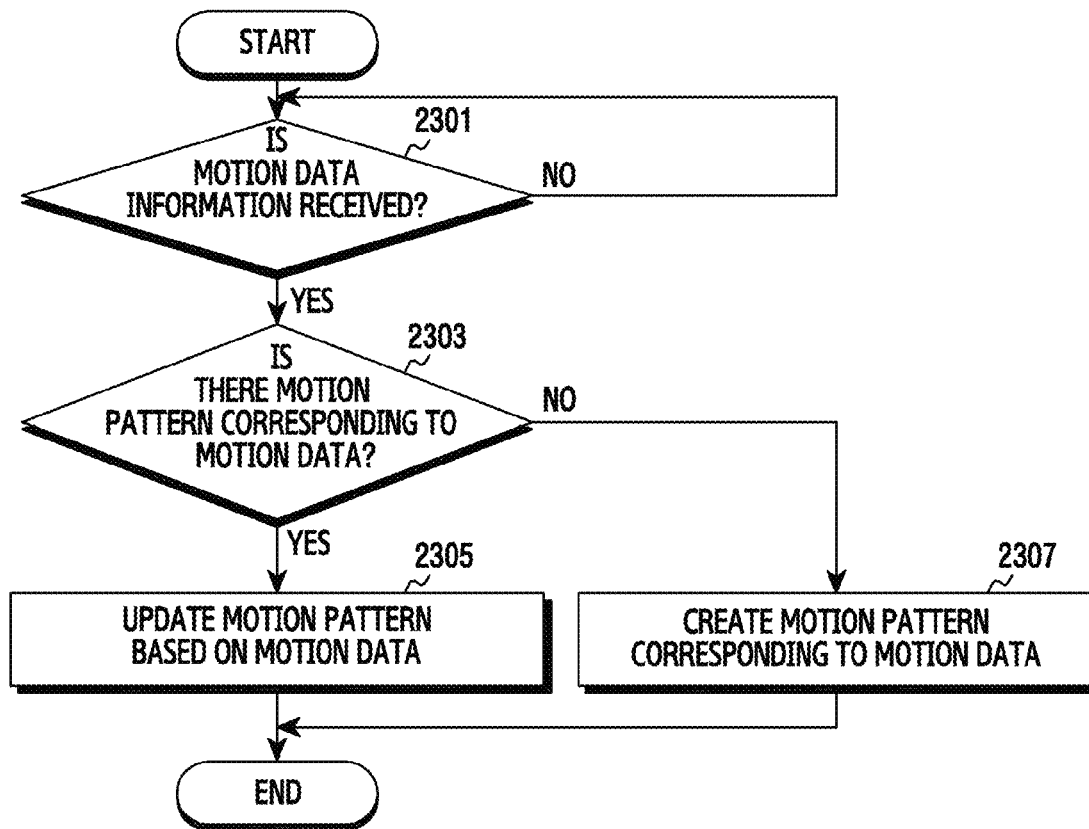 START
2301
IS
MOTION DATA
INFORMATION RECEIVED?
NO
YES
2303
IS
THERE MOTION
PATTERN CORRESPONDING TO
MOTION DATA?
NO
YES
2305
UPDATE MOTION PATTERN
BASED ON MOTION DATA
2307
CREATE MOTION PATTERN
CORRESPONDING TO MOTION DATA
END